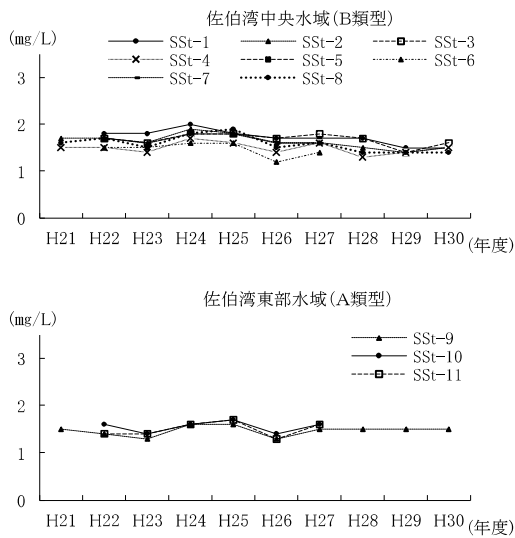 佐伯湾中央水域（B類型）
(㎎/L)
SSt-1 SSt-2 SSt-3
SSt-4 SSt-5 SSt-6
SSt-7 SSt-8
3
2
1
0
H21 H22 H23 H24 H25 H26 H27 H28 H29 H30 (年度)
佐伯湾東部水域（A類型）
(㎎/L)
SSt-9
SSt-10
SSt-11
3
2
1
0
H21 H22 H23 H24 H25 H26 H27 H28 H29 H30 (年度)